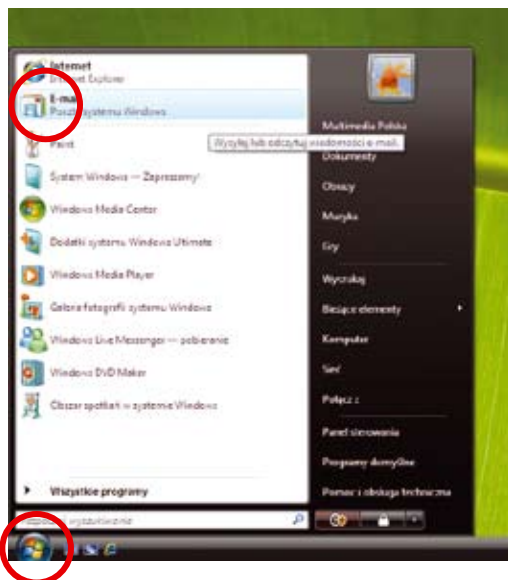 Internet
Internet Explorer
E-mail
Poczta systemu Windows
Paint
Wysyłaj lub odczytuj wiadomości e-mail.
System Windows — Zapraszamy!
Windows Media Center
Dodatki systemu Windows Ultimate
Windows Media Player
Galeria fotografii systemu Windows
Windows Live Messenger — pobieranie
Windows DVD Maker
Obszar spotkań w systemie Windows
Wszystkie programy
Rozpocznij wyszukiwanie
Multimedia Polska
Dokumenty
Obrazy
Muzyka
Gry
Wyszukaj
Bieżące elementy
Komputer
Sieć
Połącz z
Panel sterowania
Programy domyślne
Pomoc i obsługa techniczna